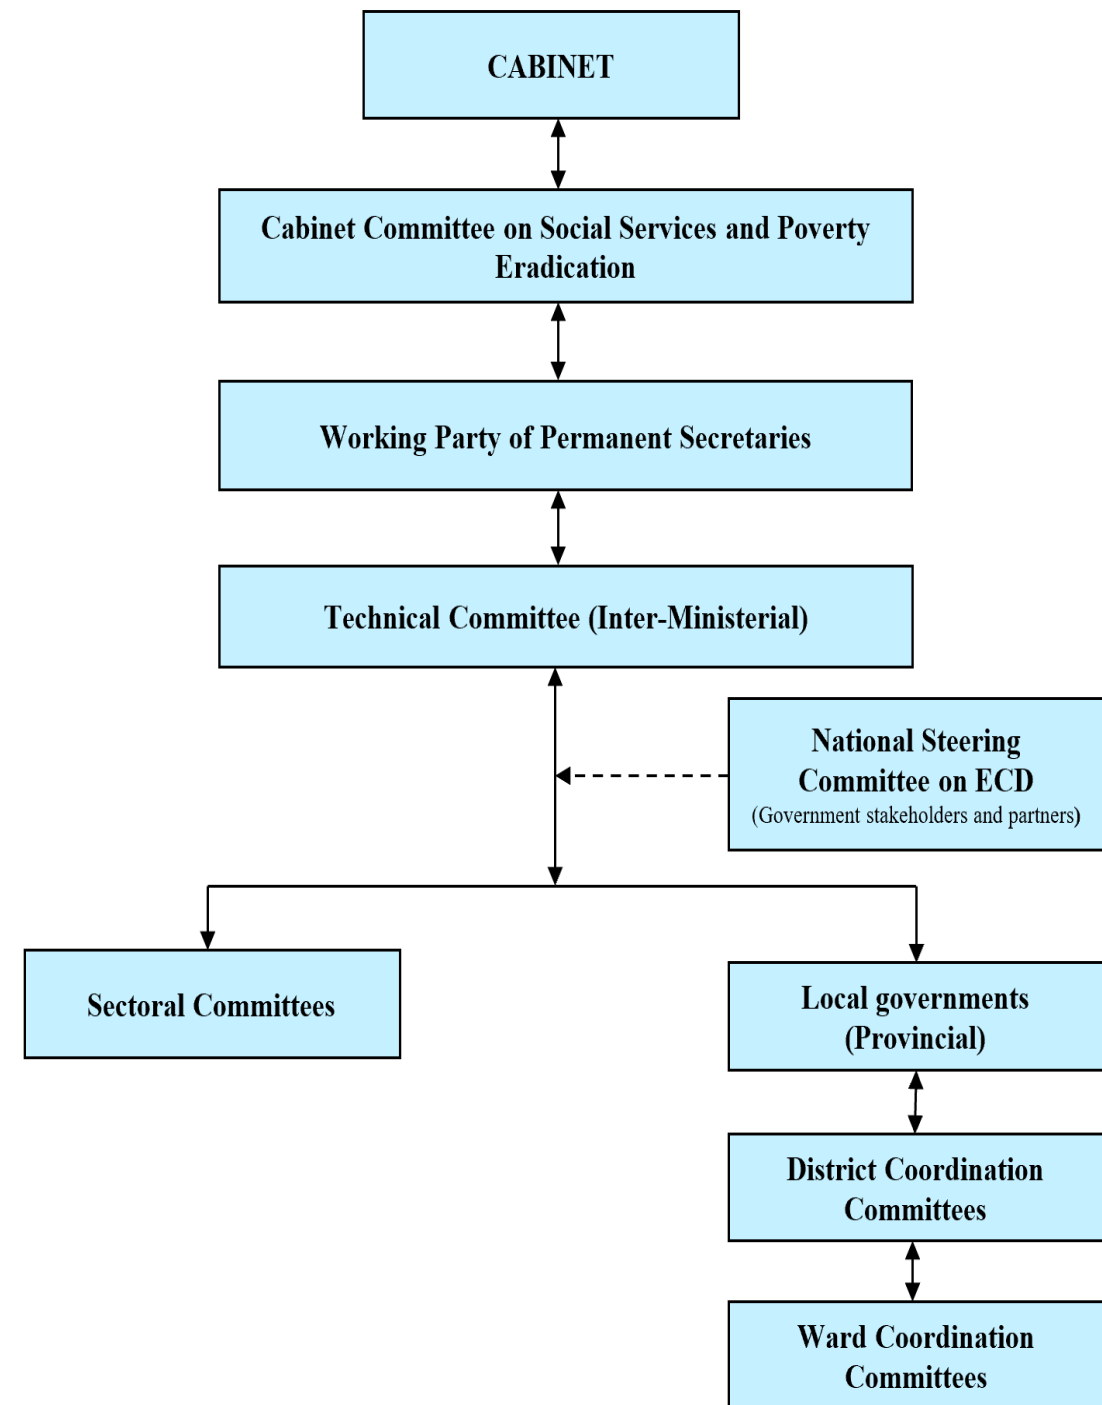 CABINET
Cabinet Committee on Social Services and Poverty
Eradication
Working Party of Permanent Secretaries
Technical Committee (Inter-Ministerial)
National Steering
Committee on ECD
(Government stakeholders and partners)
Sectoral Committees
Local governments
(Provincial)
District Coordination
Committees
Ward Coordination
Committees